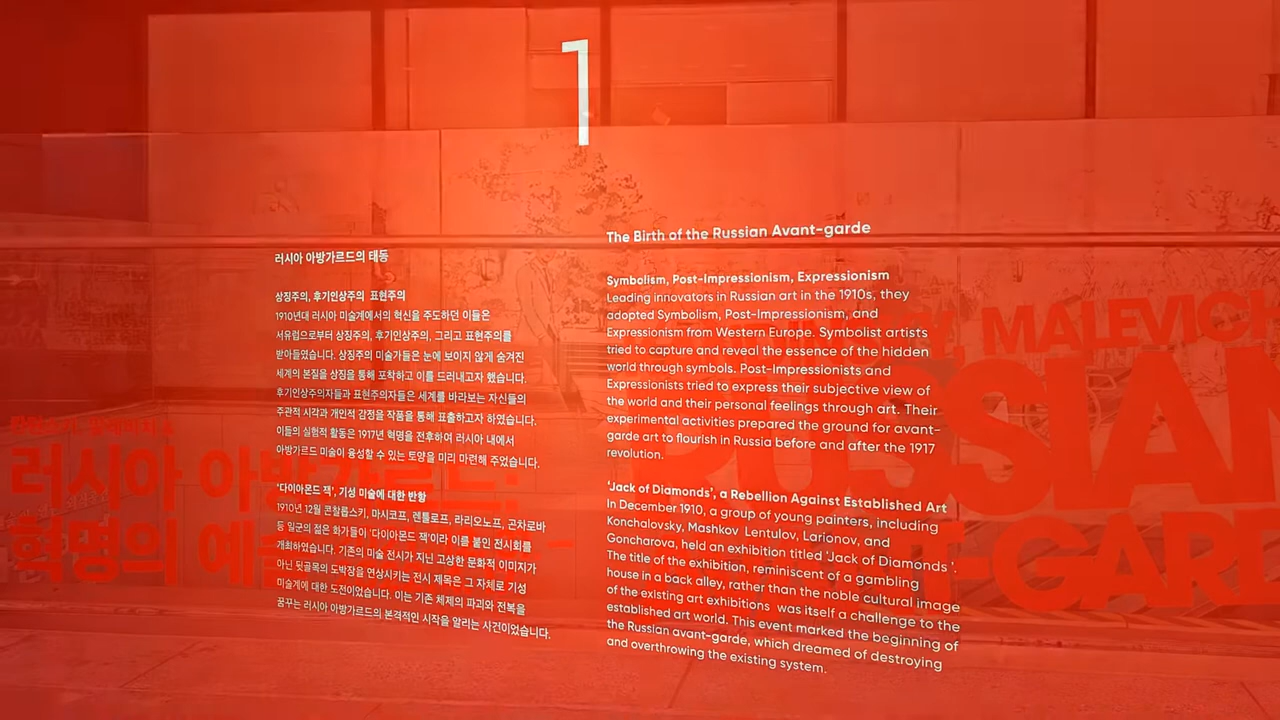 1
러시아 아방가르드의 태동
상징주의, 후기인상주의 표현주의
1910년대 러시아 미술계에서의 혁신을 주도하던 이들은
서유럽으로부터 상징주의, 후기인상주의, 그리고 표현주의를
받아들였습니다. 상징주의 미술가들은 눈에 보이지 않게 숨겨진
세계의 본질을 상징을 통해 포착하고 이를 드러내고자 했습니다.
후기인상주의자들과 표현주의자들은 세계를 바라보는 자신들의
주관적 시각과 개인적 감정을 작품을 통해 표출하고자 하였습니다.
이들의 실험적 활동은 1917년 혁명을 전후하여 러시아 내에서
아방가르드 미술이 융성할 수 있는 토양을 미리 마련해 주었습니다.
‘다이아몬드 잭’, 기성 미술에 대한 반항
1910년 12월 콘찰롭스키, 마시코프, 렌툴로프, 라리오노프, 곤차로바
등 일군의 젊은 화가들이 ‘다이아몬드 잭’이라 이름 붙인 전시회를
개최하였습니다. 기존의 미술 전시가 지닌 고상한 문화적 이미지가
아닌 뒷골목의 도박장을 연상시키는 전시 제목은 그 자체로 기성
미술계에 대한 도전이었습니다. 이는 기존 체제의 파괴와 전복을
꿈꾸는 러시아 아방가르드의 본격적인 시작을 알리는 사건이었습니다.
The Birth of the Russian Avant-garde
Symbolism, Post-Impressionism, Expressionism
Leading innovators in Russian art in the 1910s, they
adopted Symbolism, Post-Impressionism, and
Expressionism from Western Europe. Symbolist artists
tried to capture and reveal the essence of the hidden
world through symbols. Post-Impressionists and
Expressionists tried to express their subjective view of
the world and their personal feelings through art. Their
experimental activities prepared the ground for avant-
garde art to flourish in Russia before and after the 1917
revolution.
‘Jack of Diamonds’, a Rebellion Against Established Art
In December 1910, a group of young painters, including
Konchalovsky, Mashkov Lentulov, Larionov, and
Goncharova, held an exhibition titled ‘Jack of Diamonds’.
The title of the exhibition, reminiscent of a gambling
house in a back alley, rather than the noble cultural image
of the existing art exhibitions was itself a challenge to the
established art world. This event marked the beginning of
the Russian avant-garde, which dreamed of destroying
and overthrowing the existing system.
러시아 아방가르드:
혁명의 예
MALEVICH
RUSSIAN
T-GARD